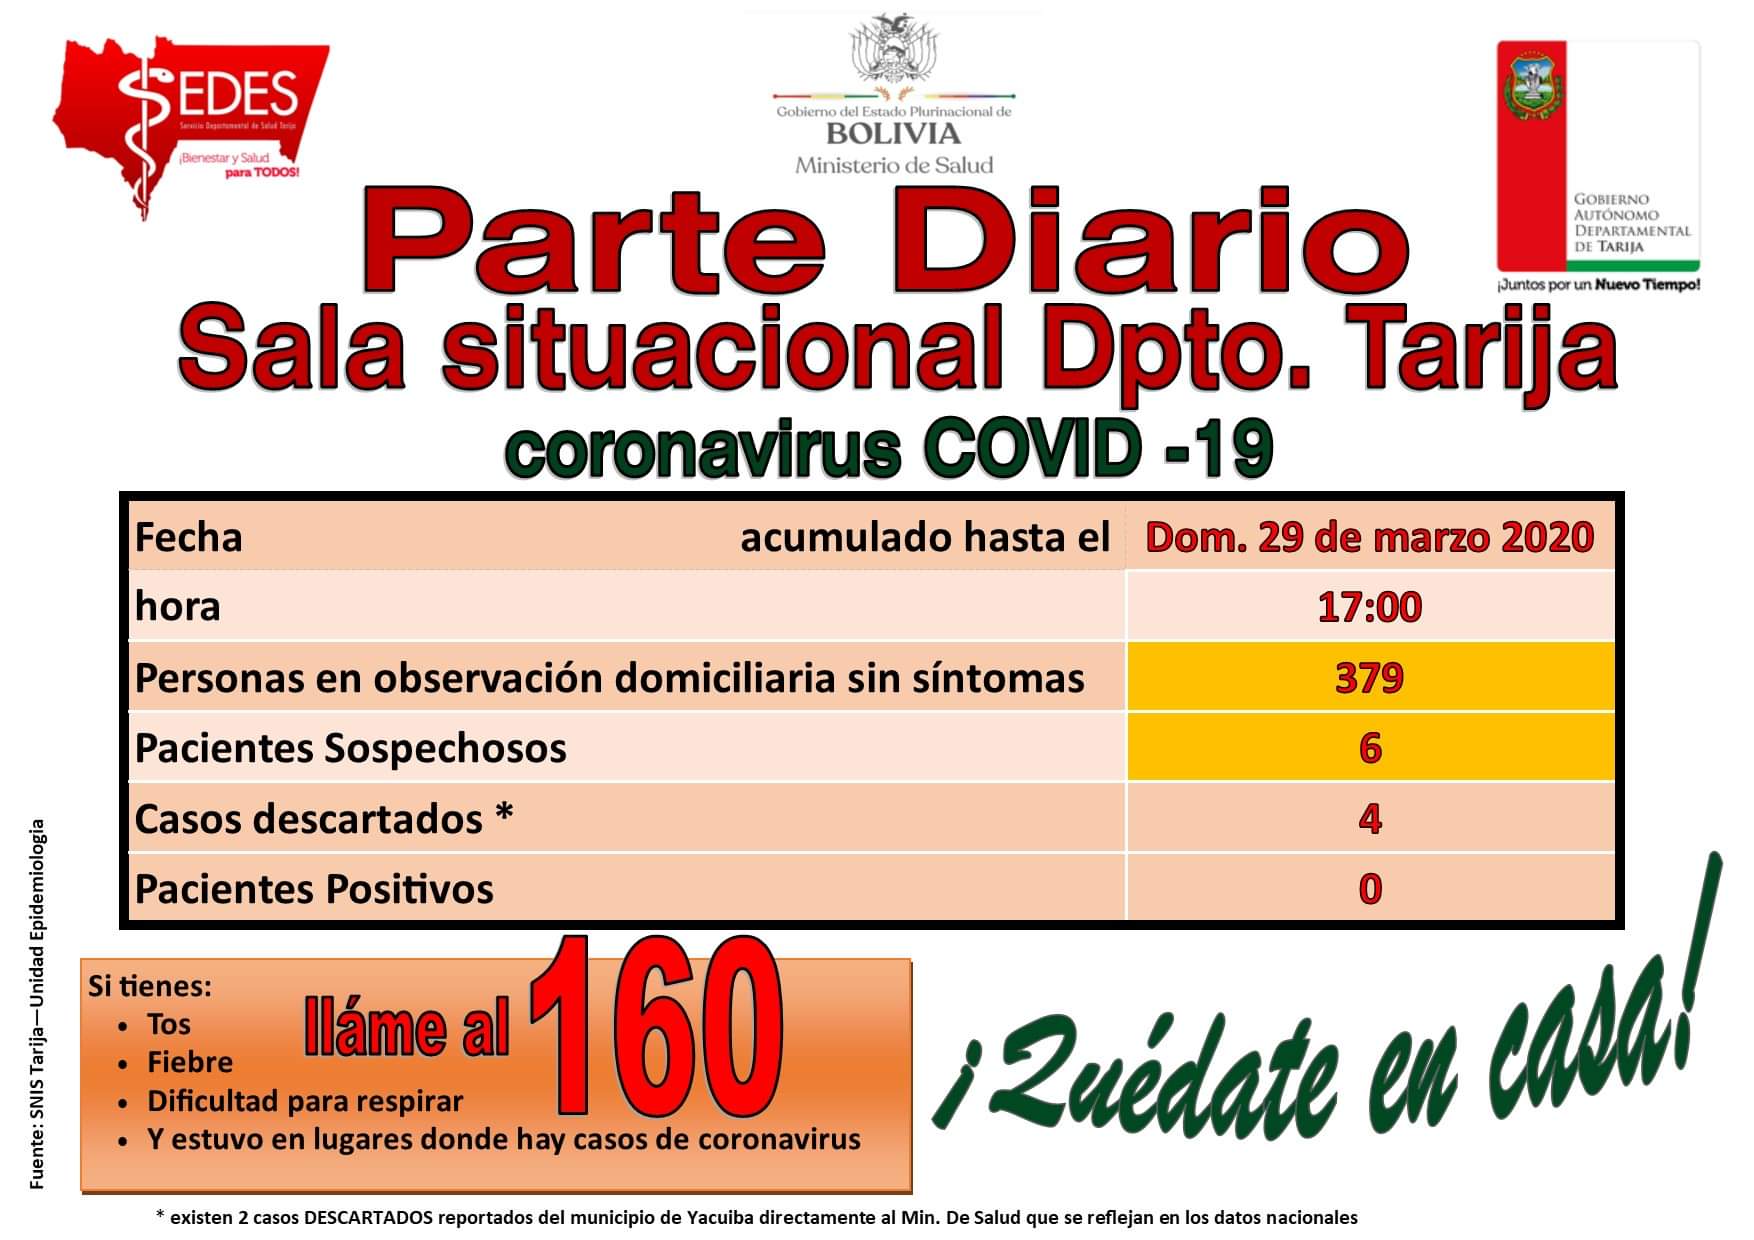 SEDES
Servicio Departamental de Salud Tarija
¡Bienestar y Salud
para TODOS!
Gobierno del Estado Plurinacional de
BOLIVIA
Ministerio de Salud
GOBIERNO
AUTÓNOMO
DEPARTAMENTAL
DE TARIJA
¡Juntos por un Nuevo Tiempo!
Parte Diario
Sala situacional Dpto. Tarija
coronavirus COVID -19
Fecha acumulado hasta el Dom. 29 de marzo 2020
hora 17:00
Personas en observación domiciliaria sin síntomas 379
Pacientes Sospechosos 6
Casos descartados * 4
Pacientes Positivos 0
Si tienes:
• Tos
• Fiebre
• Dificultad para respirar
• Y estuvo en lugares donde hay casos de coronavirus
lláme al 160
¡Quédate en casa!
Fuente: SNIS Tarija—Unidad Epidemiologia
* existen 2 casos DESCARTADOS reportados del municipio de Yacuiba directamente al Min. De Salud que se reflejan en los datos nacionales